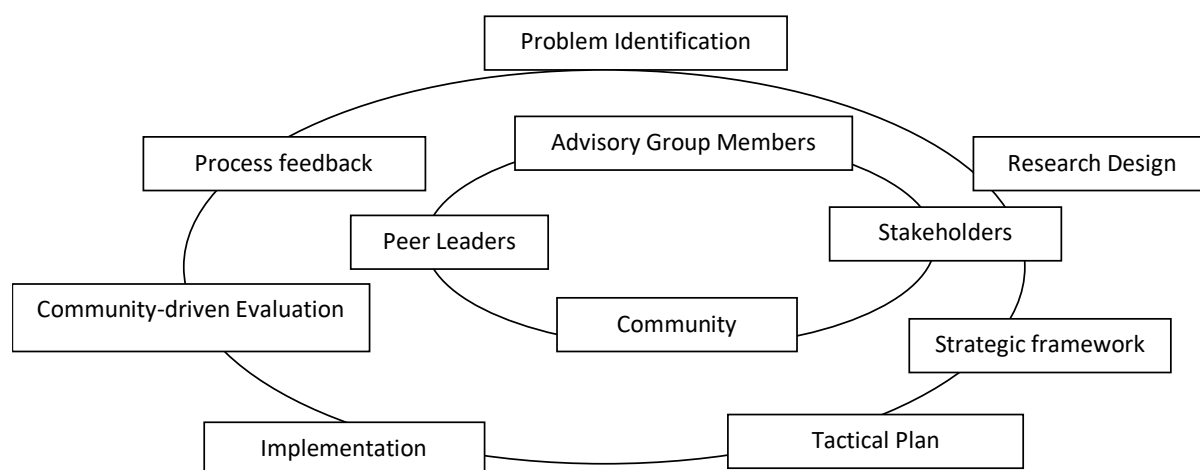 Problem Identification
Advisory Group Members
Process feedback
Research Design
Peer Leaders
Stakeholders
Community-driven Evaluation
Community
Strategic framework
Implementation
Tactical Plan